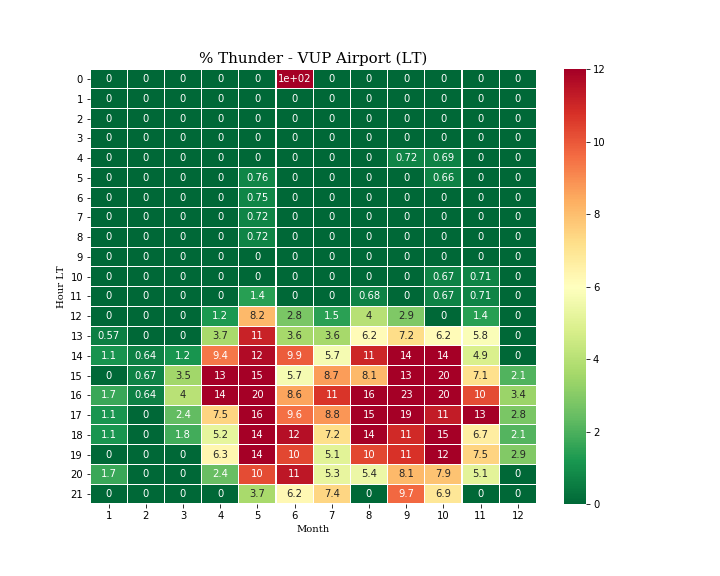 % Thunder - VUP Airport (LT)
0 0 0 0 0 0 1e+02 0 0 0 0 0 0
1 0 0 0 0 0 0 0 0 0 0 0 0
2 0 0 0 0 0 0 0 0 0 0 0 0
3 0 0 0 0 0 0 0 0 0 0 0 0
4 0 0 0 0 0 0 0 0 0.72 0.69 0 0
5 0 0 0 0 0.76 0 0 0 0 0.66 0 0
6 0 0 0 0 0.75 0 0 0 0 0 0 0
7 0 0 0 0 0.72 0 0 0 0 0 0 0
8 0 0 0 0 0.72 0 0 0 0 0 0 0
9 0 0 0 0 0 0 0 0 0 0 0 0
10 0 0 0 0 0 0 0 0 0 0.67 0.71 0
11 0 0 0 0 1.4 0 0 0.68 0 0.67 0.71 0
12 0 0 0 1.2 8.2 2.8 1.5 4 2.9 0 1.4 0
13 0.57 0 0 3.7 11 3.6 3.6 6.2 7.2 6.2 5.8 0
14 1.1 0.64 1.2 9.4 12 9.9 5.7 11 14 14 4.9 0
15 0 0.67 3.5 13 15 5.7 8.7 8.1 13 20 7.1 2.1
16 1.7 0.64 4 14 20 8.6 11 16 23 20 10 3.4
17 1.1 0 2.4 7.5 16 9.6 8.8 15 19 11 13 2.8
18 1.1 0 1.8 5.2 14 12 7.2 14 11 15 6.7 2.1
19 0 0 0 6.3 14 10 5.1 10 11 12 7.5 2.9
20 1.7 0 0 2.4 10 11 5.3 5.4 8.1 7.9 5.1 0
21 0 0 0 0 3.7 6.2 7.4 0 9.7 6.9 0 0
1 2 3 4 5 6 7 8 9 10 11 12
Month
Hour LT
12
10
8
6
4
2
0